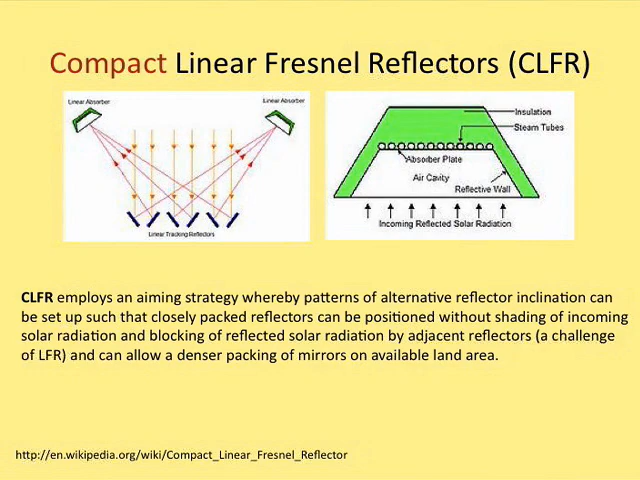 Compact Linear Fresnel Reflectors (CLFR)
Linear Absorber
Linear Absorber
Linear Tracking Reflectors
Insulation
Steam Tubes
Absorber Plate
Air Cavity
Reflective Wall
Incoming Reflected Solar Radiation
CLFR employs an aiming strategy whereby patterns of alternative reflector inclination can
be set up such that closely packed reflectors can be positioned without shading of incoming
solar radiation and blocking of reflected solar radiation by adjacent reflectors (a challenge
of LFR) and can allow a denser packing of mirrors on available land area.
http://en.wikipedia.org/wiki/Compact_Linear_Fresnel_Reflector